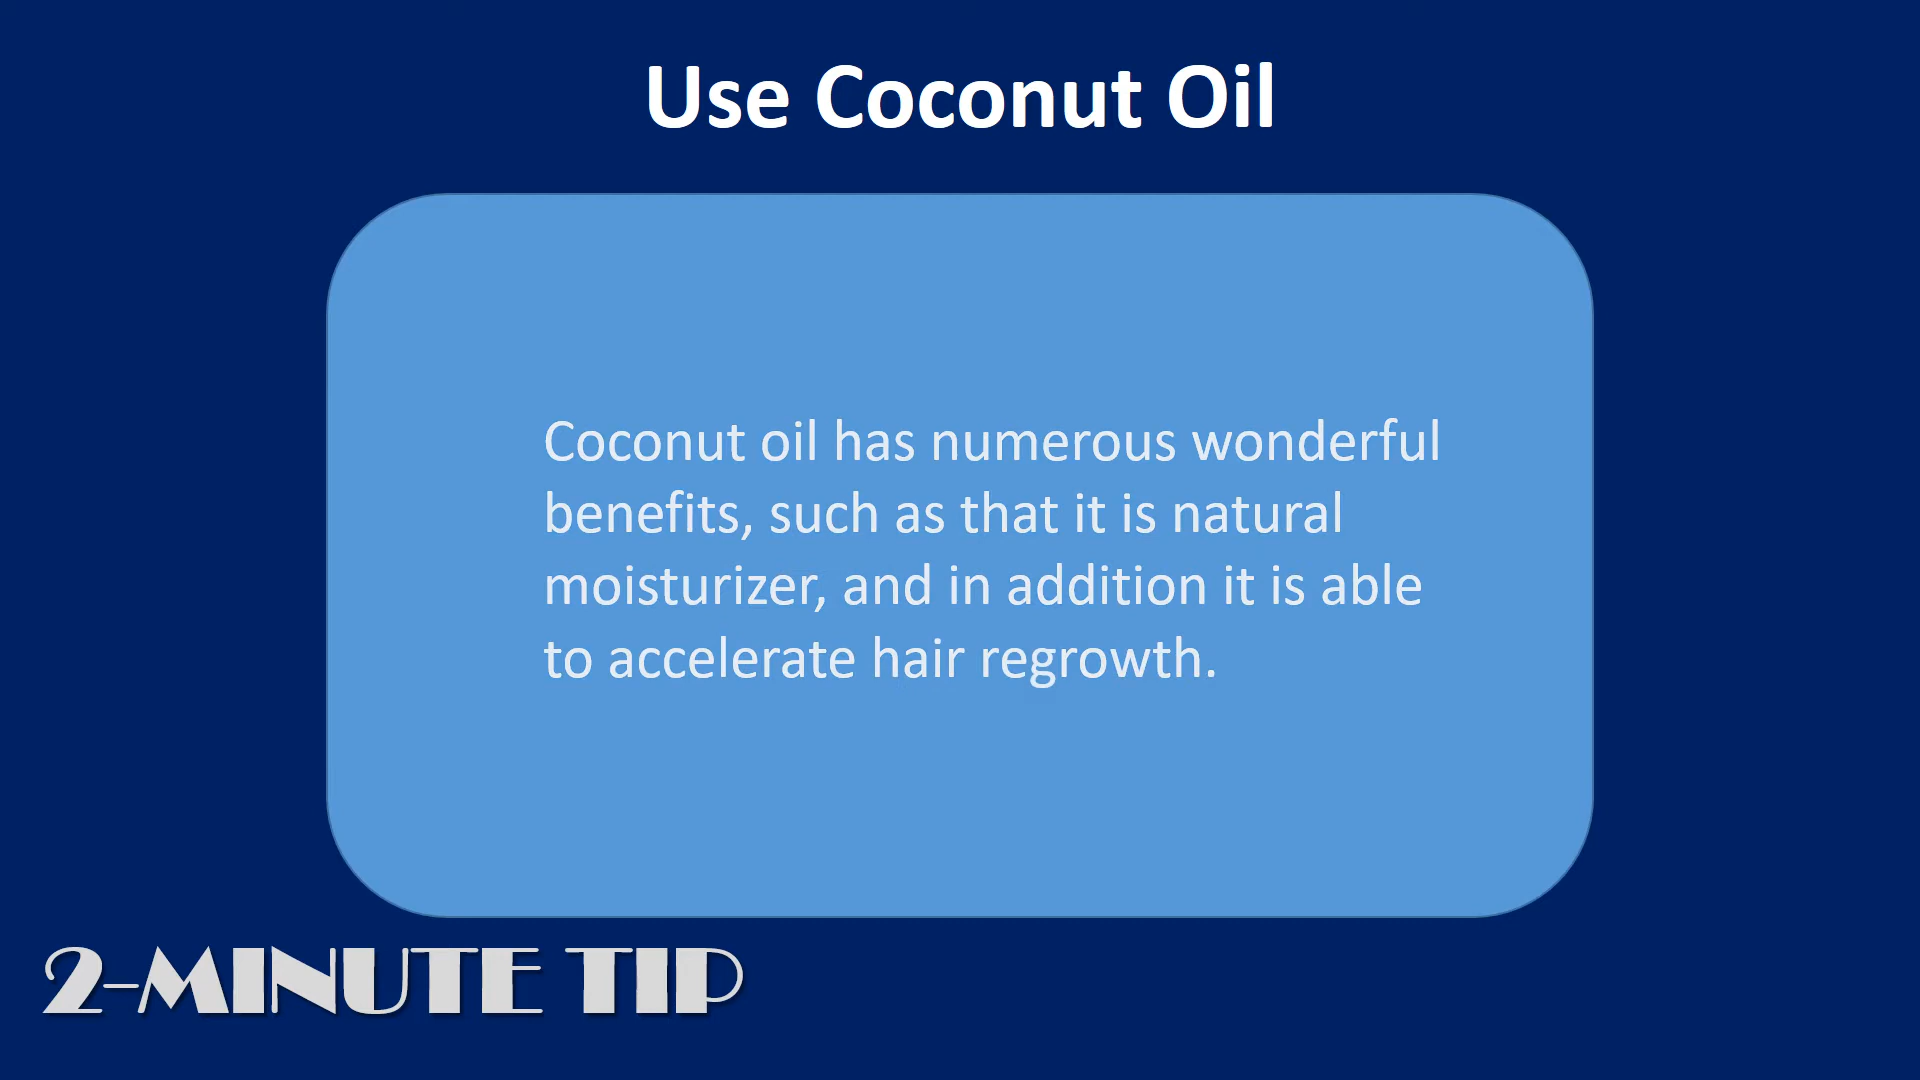 Use Coconut Oil
Coconut oil has numerous wonderful
benefits, such as that it is natural
moisturizer, and in addition it is able
to accelerate hair regrowth.
2-MINUTE TIP